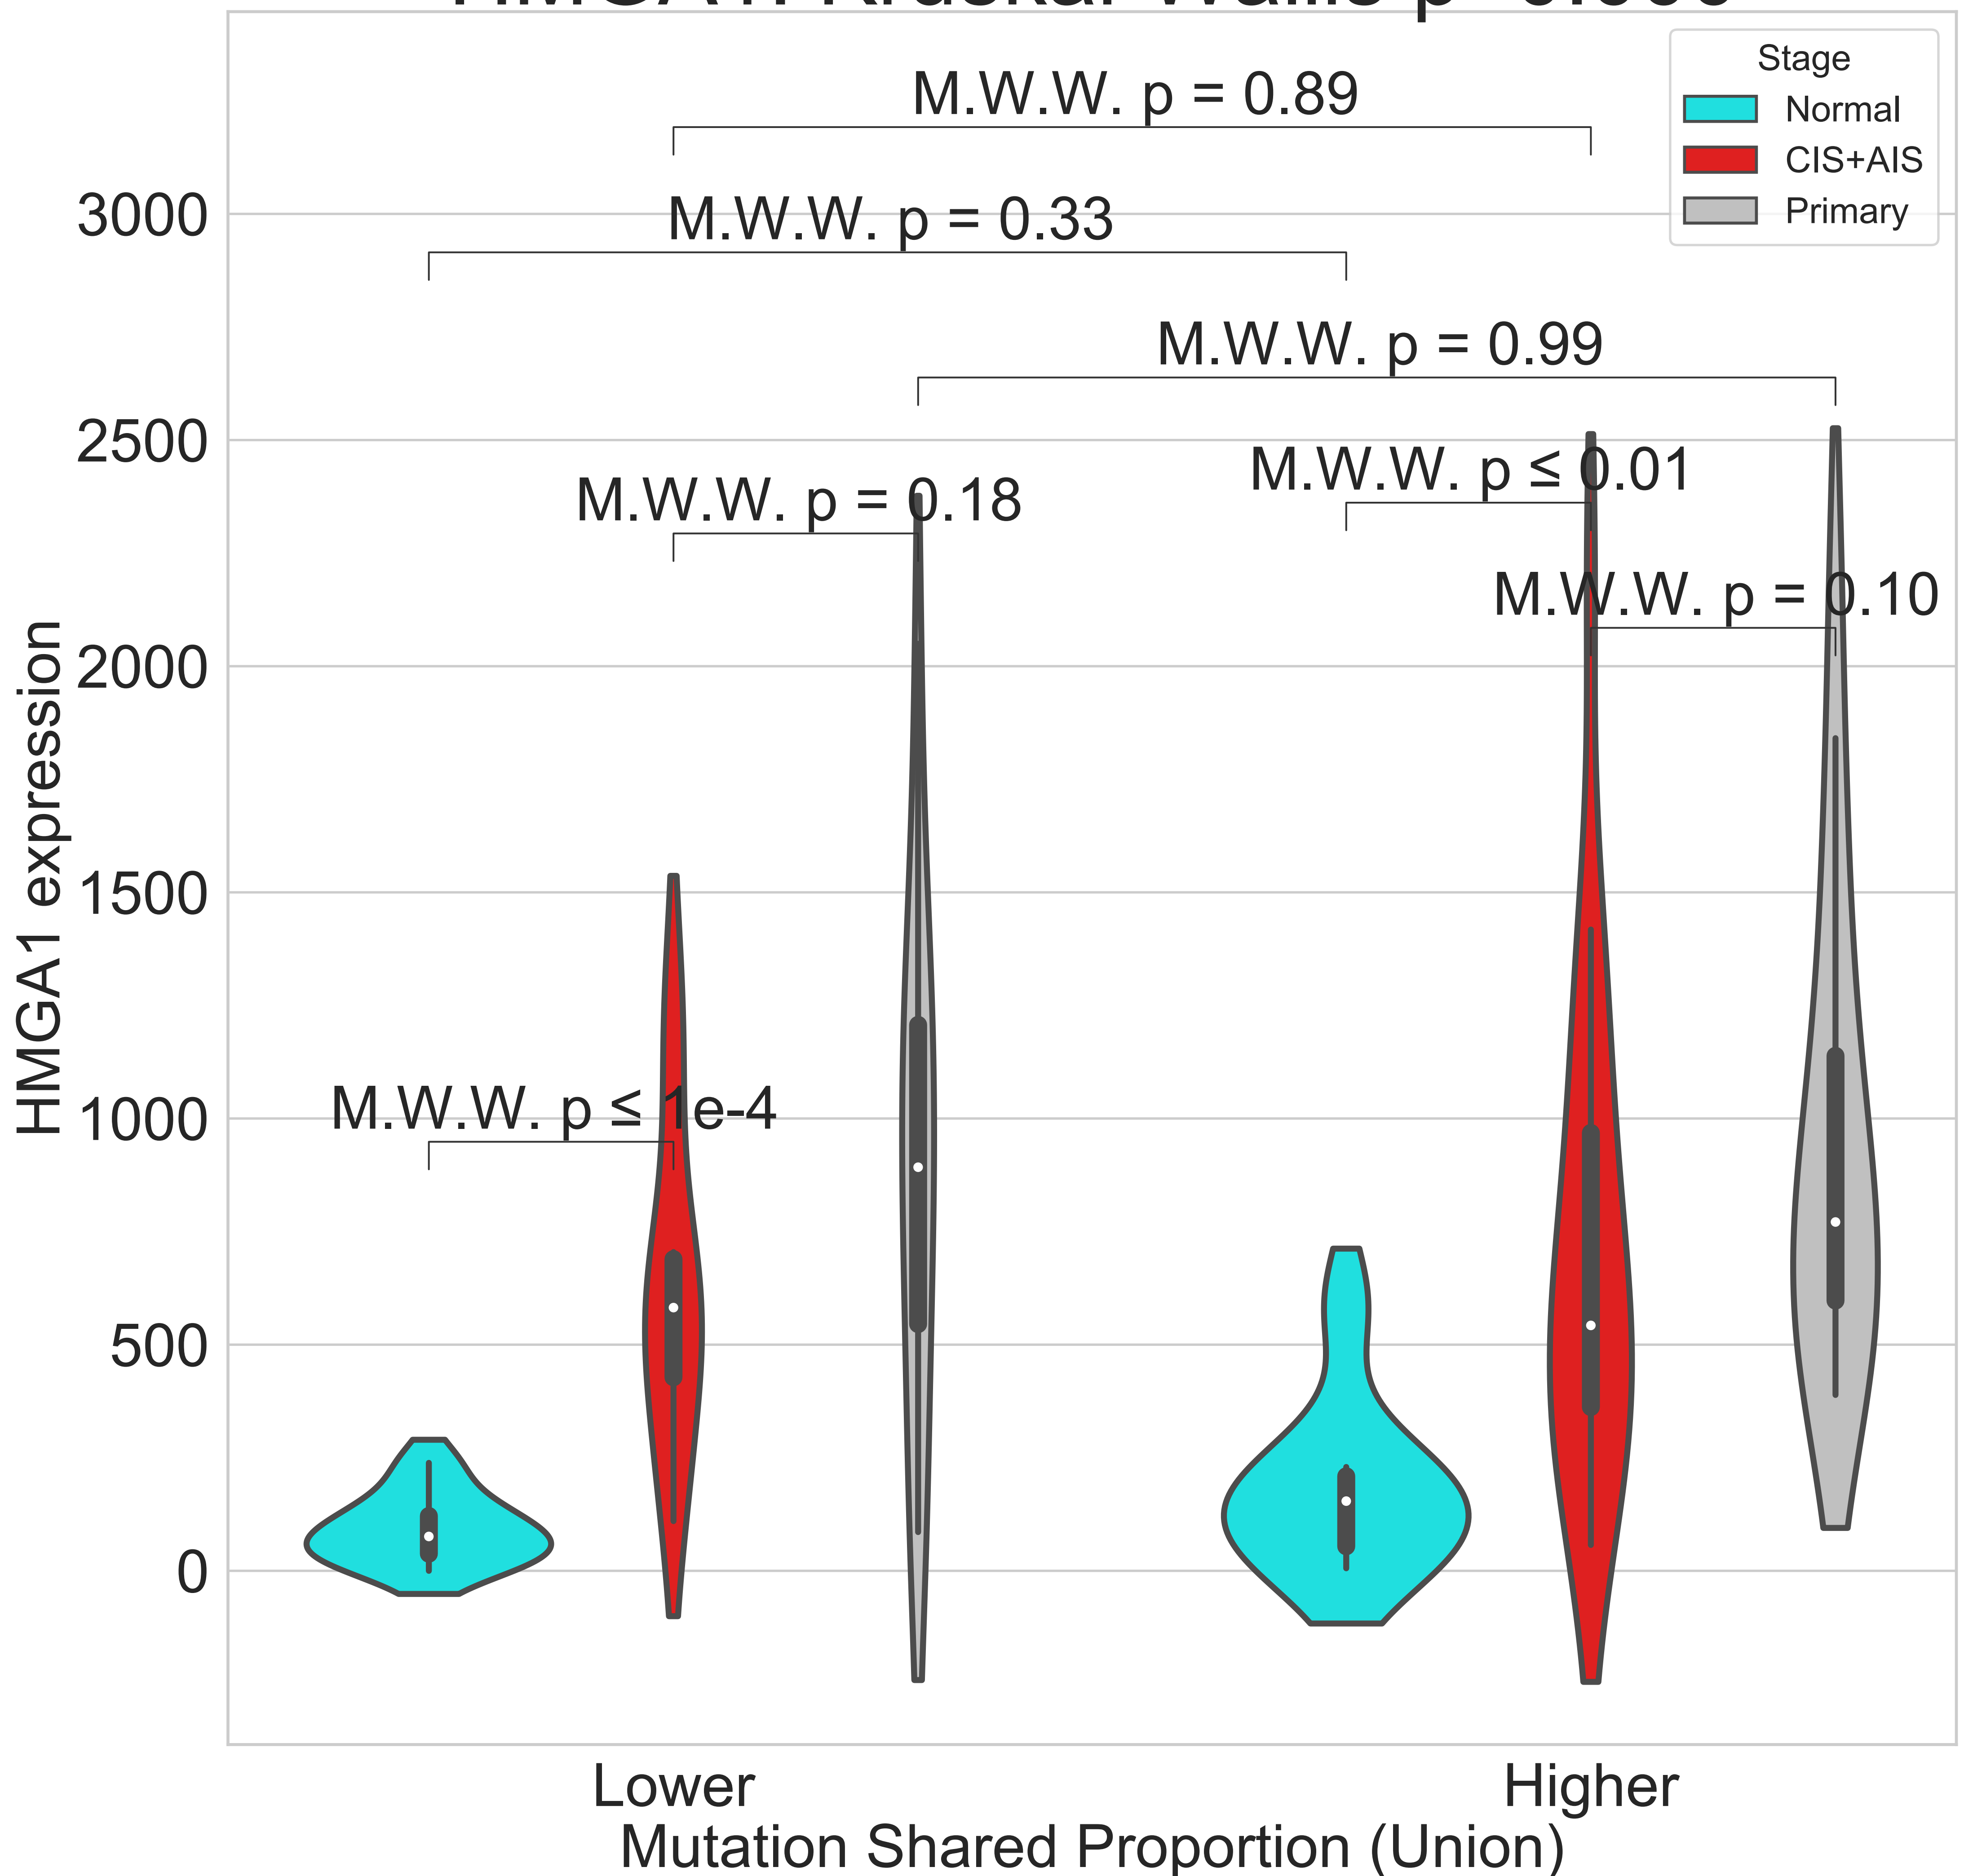 Stage
Normal
CIS+AIS
Primary
M.W.W. p = 0.89
M.W.W. p = 0.33
M.W.W. p = 0.99
M.W.W. p ≤ 0.01
M.W.W. p = 0.18
M.W.W. p = 0.10
M.W.W. p ≤ 1e-4
HMGA1 expression
3000
2500
2000
1500
1000
500
0
Lower
Higher
Mutation Shared Proportion (Union)